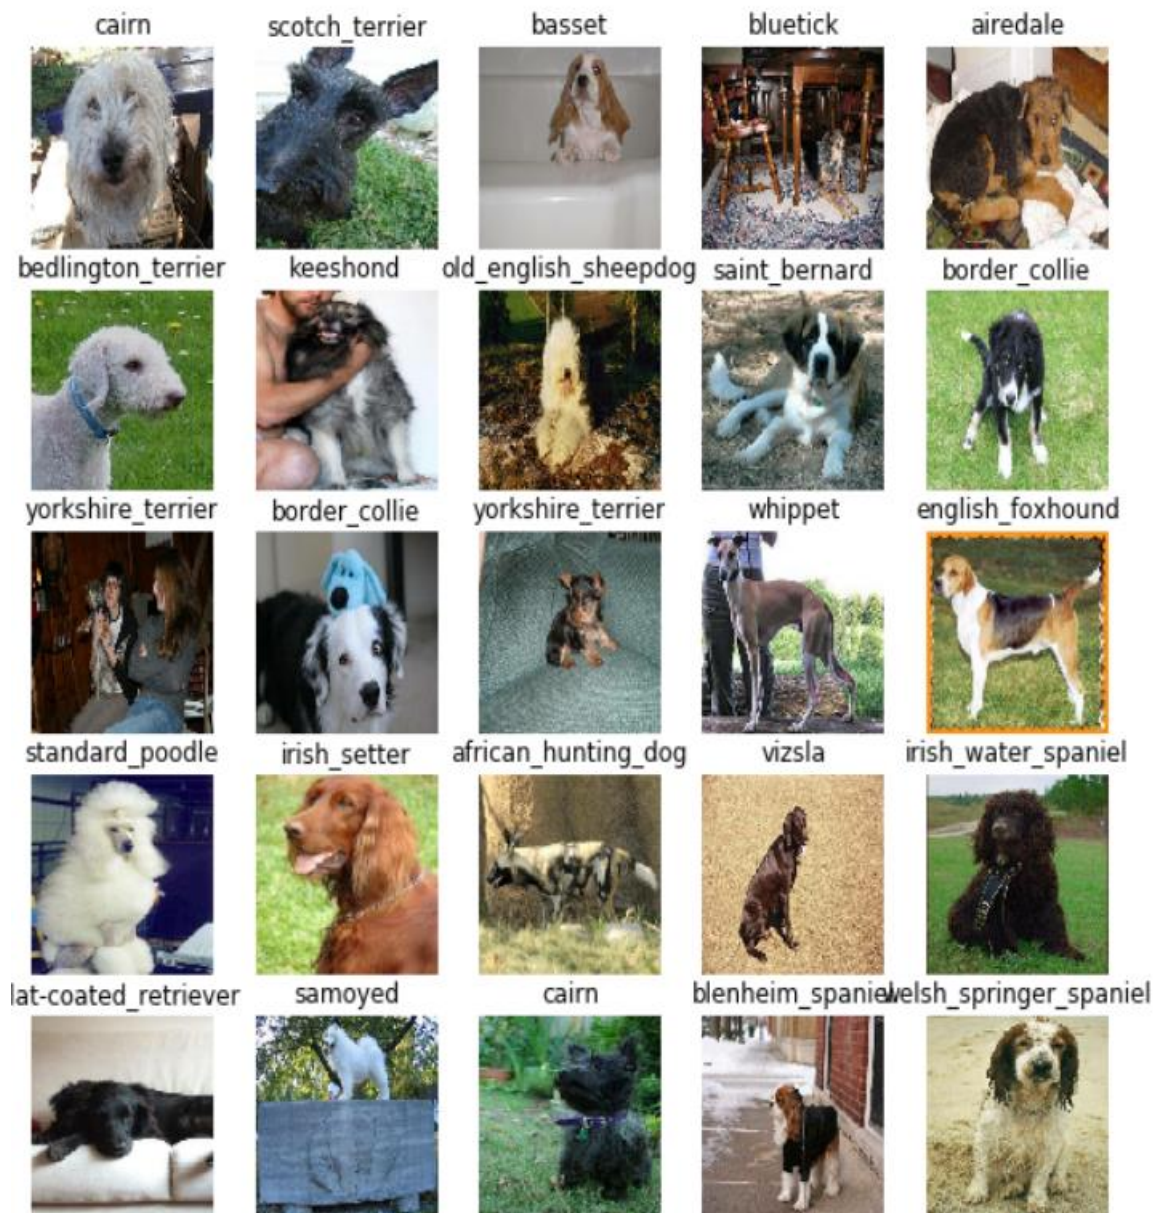 cairn scotch_terrier basset bluetick airedale
bedlington_terrier keeshond old_english_sheepdog saint_bernard border_collie
yorkshire_terrier border_collie yorkshire_terrier whippet english_foxhound
standard_poodle irish_setter african_hunting_dog vizsla irish_water_spaniel
lat-coated_retriever samoyed cairn blenheim_spaniel welsh_springer_spaniel